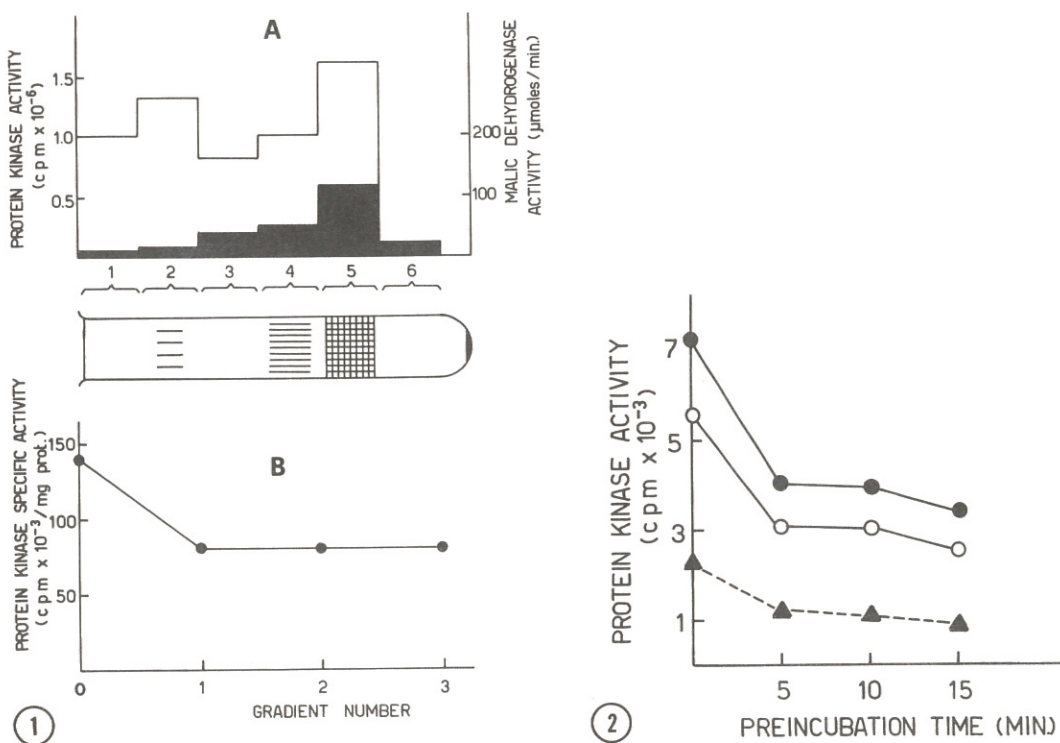 A
PROTEIN KINASE ACTIVITY
(cpm x 10⁻⁶)
1.5
1.0
0.5
MALIC DEHYDROGENASE
ACTIVITY (μmoles/min.)
200
100
1 2 3 4 5 6
B
PROTEIN KINASE SPECIFIC ACTIVITY
(cpm x 10⁻³/mg prot.)
150
100
50
0 1 2 3
GRADIENT NUMBER
1
PROTEIN KINASE ACTIVITY
(cpm x 10⁻³)
7
5
3
1
5 10 15
PREINCUBATION TIME (MIN.)
2